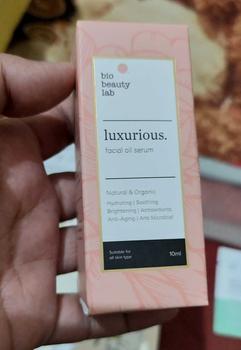 bio
beauty
lab
luxurious.
facial oil serum
Natural & Organic
Hydrating | Soothing
Brightening | Antioxidants
Anti-Aging | Anti Microbial
Suitable for
all skin type
10ml